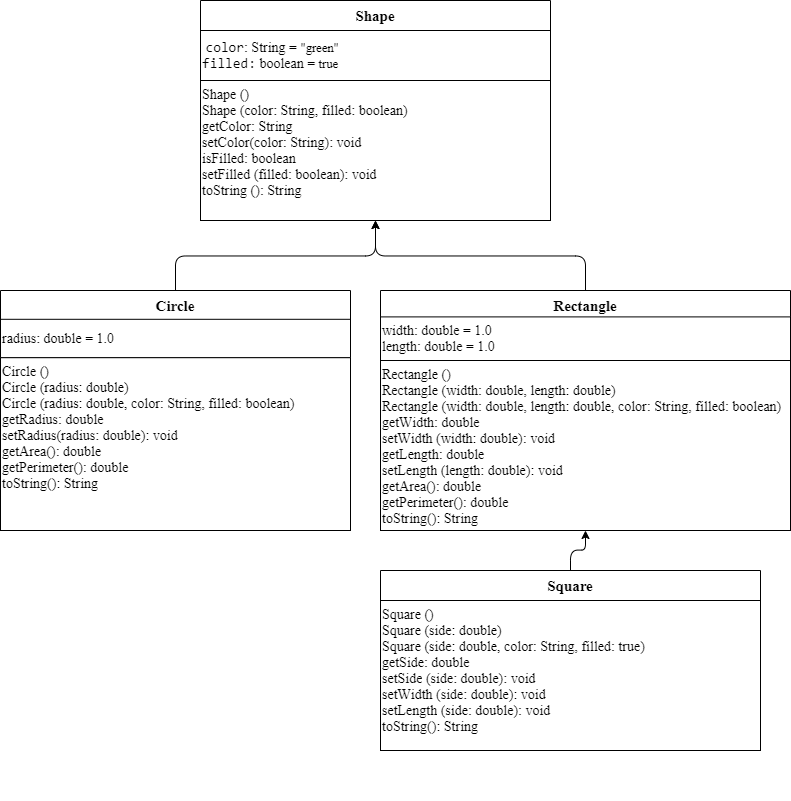 Shape
color: String = "green"
filled: boolean = true
Shape ()
Shape (color: String, filled: boolean)
getColor: String
setColor(color: String): void
isFilled: boolean
setFilled (filled: boolean): void
toString (): String
Circle
radius: double = 1.0
Circle ()
Circle (radius: double)
Circle (radius: double, color: String, filled: boolean)
getRadius: double
setRadius(radius: double): void
getArea(): double
getPerimeter(): double
toString(): String
Rectangle
width: double = 1.0
length: double = 1.0
Rectangle ()
Rectangle (width: double, length: double)
Rectangle (width: double, length: double, color: String, filled: boolean)
getWidth: double
setWidth (width: double): void
getLength: double
setLength (length: double): void
getArea(): double
getPerimeter(): double
toString(): String
Square
Square ()
Square (side: double)
Square (side: double, color: String, filled: true)
getSide: double
setSide (side: double): void
setWidth (side: double): void
setLength (side: double): void
toString(): String